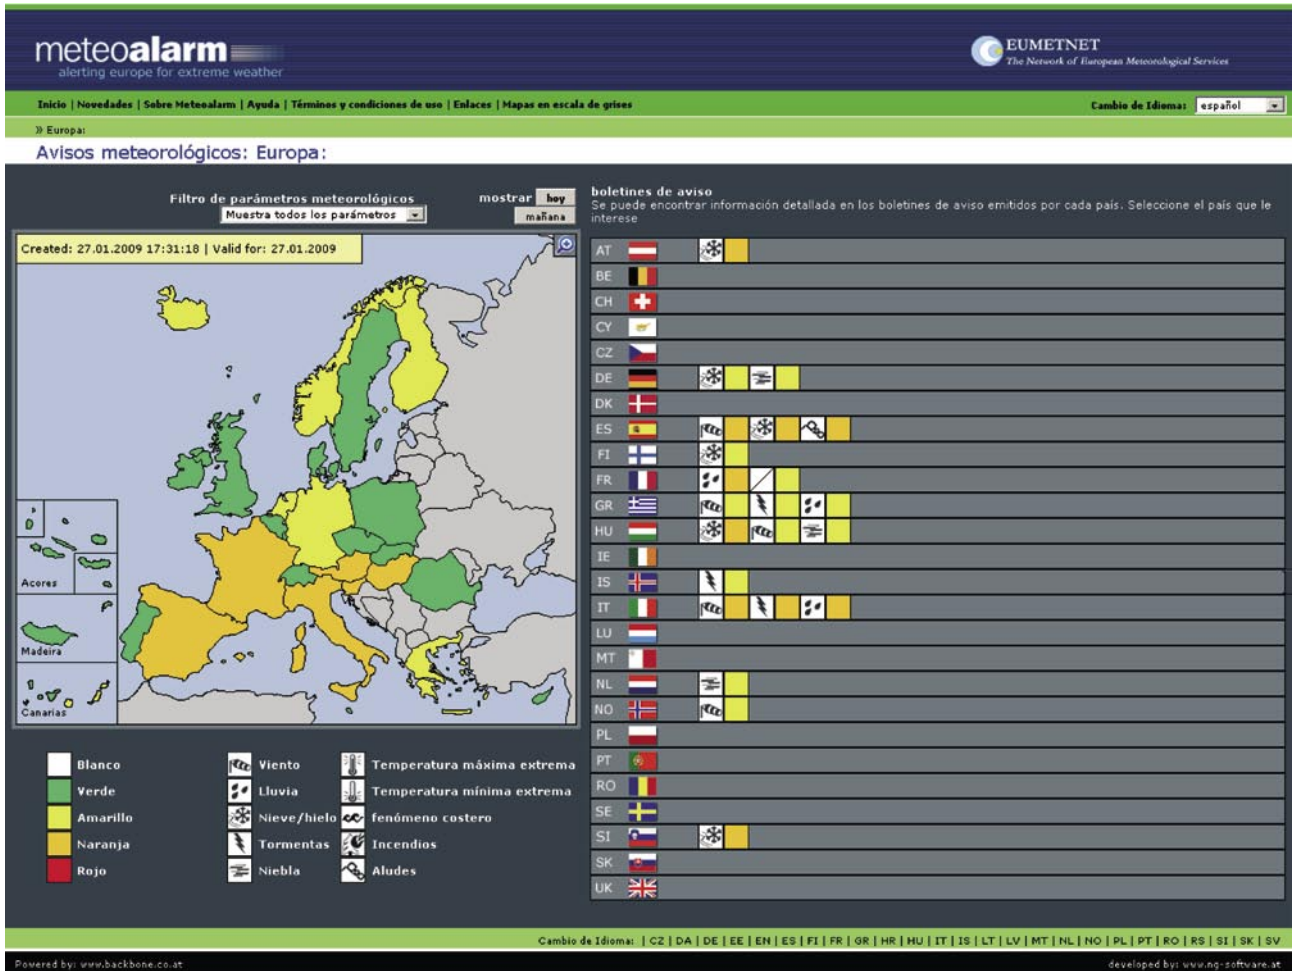 meteoalarm
alerting europe for extreme weather
EUMETNET
The Network of European Meteorological Services
Inicio | Novedades | Sobre Meteoalarm | Ayuda | Términos y condiciones de uso | Enlaces | Mapas en escala de grises
Cambio de Idioma: español
» Europa:
Avisos meteorológicos: Europa:
Filtro de parámetros meteorológicos
Muestra todos los parámetros
mostrar hoy
mañana
boletines de aviso
Se puede encontrar información detallada en los boletines de aviso emitidos por cada país. Seleccione el país que le
interese
Created: 27.01.2009 17:31:18 | Valid for: 27.01.2009
Acores
Madeira
Canarias
AT
BE
CH
CY
CZ
DE
DK
ES
FI
FR
GR
HU
IE
IS
IT
LU
MT
NL
NO
PL
PT
RO
SE
SI
SK
UK
Blanco
Verde
Amarillo
Naranja
Rojo
Viento
Lluvia
Nieve/hielo
Tormentas
Niebla
Temperatura máxima extrema
Temperatura mínima extrema
fenómeno costero
Incendios
Aludes
Cambio de Idioma: | CZ | DA | DE | EE | EN | ES | FI | FR | GR | HR | HU | IT | IS | LT | LV | MT | NL | NO | PL | PT | RO | RS | SI | SK | SV
Powered by: www.backbone.co.at
developed by: www.ng-software.at